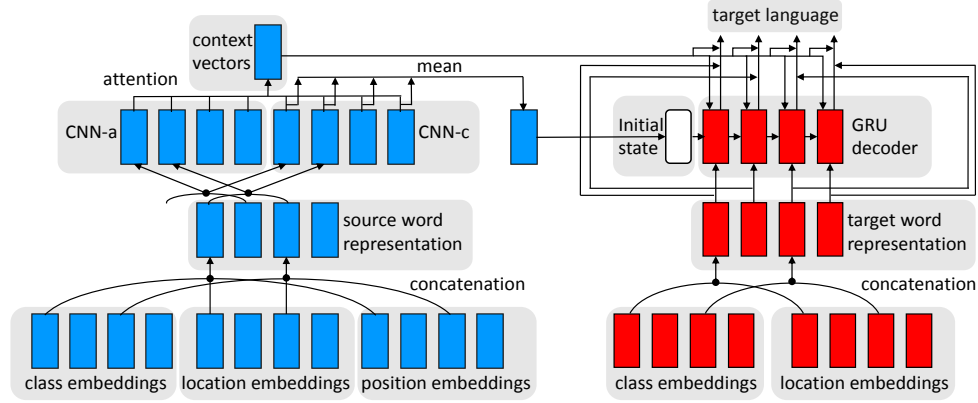 target language
context
vectors
attention
mean
CNN-a
CNN-c
Initial
state
GRU
decoder
source word
representation
target word
representation
concatenation
concatenation
class embeddings
location embeddings
position embeddings
class embeddings
location embeddings